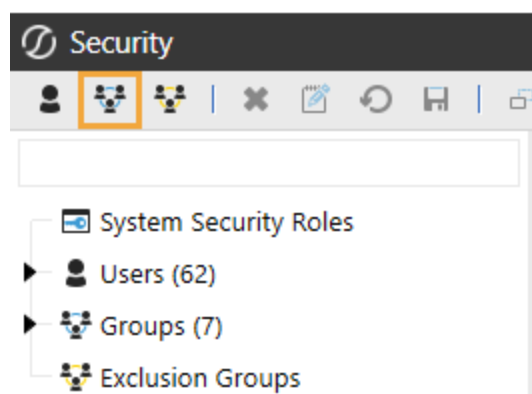 Security
System Security Roles
Users (62)
Groups (7)
Exclusion Groups